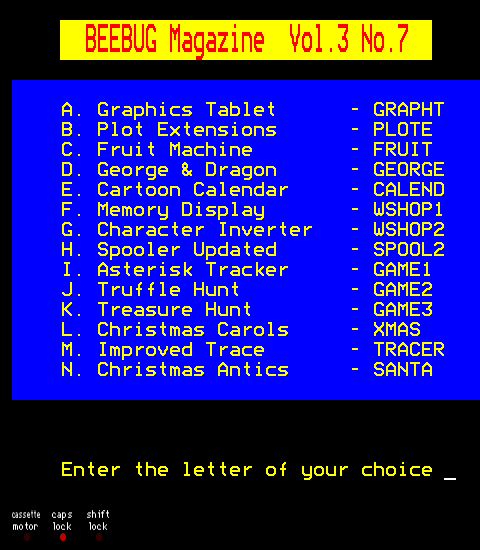 BEEBUG Magazine Vol.3 No.7
A. Graphics Tablet - GRAPHT
B. Plot Extensions - PLOTE
C. Fruit Machine - FRUIT
D. George & Dragon - GEORGE
E. Cartoon Calendar - CALEND
F. Memory Display - WSHOP1
G. Character Inverter - WSHOP2
H. Spooler Updated - SPOOL2
I. Asterisk Tracker - GAME1
J. Truffle Hunt - GAME2
K. Treasure Hunt - GAME3
L. Christmas Carols - XMAS
M. Improved Trace - TRACER
N. Christmas Antics - SANTA
Enter the letter of your choice _
cassette motor
caps lock
shift lock